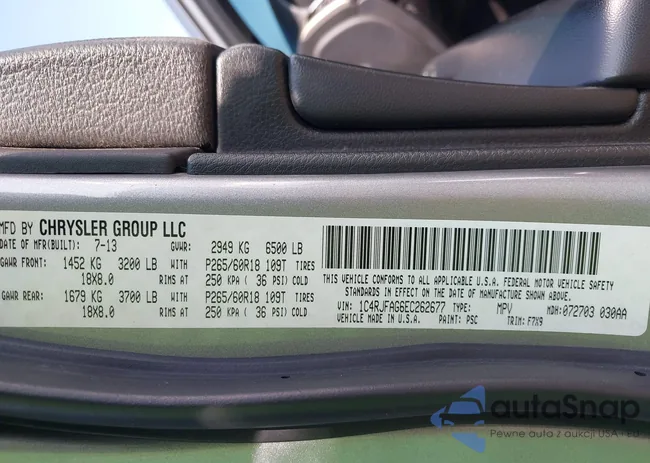 MFD BY CHRYSLER GROUP LLC
DATE OF MFR(BUILT): 7-13 GVWR: 2949 KG 6500 LB
GAWR FRONT: 1452 KG 3200 LB WITH P265/60R18 109T TIRES
18X8.0 RIMS AT 250 KPA ( 36 PSI) COLD
GAWR REAR: 1679 KG 3700 LB WITH P265/60R18 109T TIRES
18X8.0 RIMS AT 250 KPA ( 36 PSI) COLD
THIS VEHICLE CONFORMS TO ALL APPLICABLE U.S.A. FEDERAL MOTOR VEHICLE SAFETY
STANDARDS IN EFFECT ON THE DATE OF MANUFACTURE SHOWN ABOVE.
VIN: 1C4RJFAG6EC262677 TYPE: MPV MDH: 072703 030AA
VEHICLE MADE IN U.S.A. PAINT: PSC TRIM: F7X9
autaSnap
Pewne auta z aukcji USA i EU